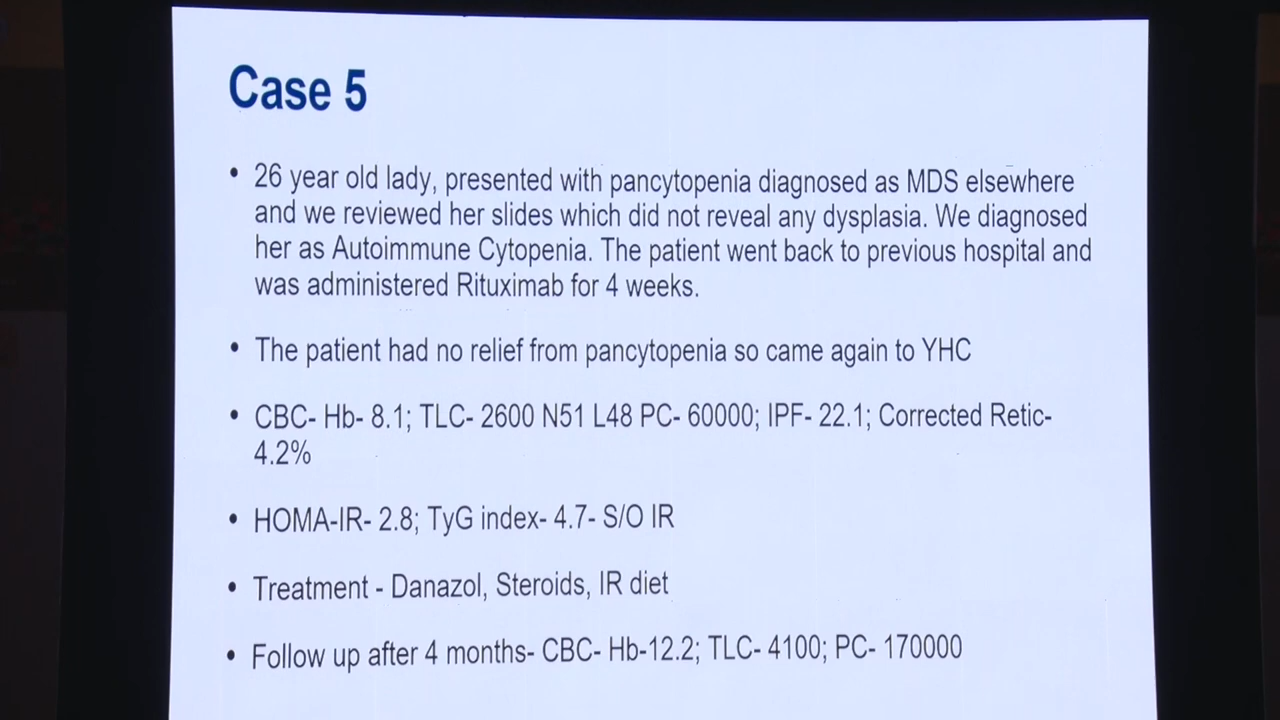 Case 5
• 26 year old lady, presented with pancytopenia diagnosed as MDS elsewhere
and we reviewed her slides which did not reveal any dysplasia. We diagnosed
her as Autoimmune Cytopenia. The patient went back to previous hospital and
was administered Rituximab for 4 weeks.
• The patient had no relief from pancytopenia so came again to YHC
• CBC- Hb- 8.1; TLC- 2600 N51 L48 PC- 60000; IPF- 22.1; Corrected Retic-
4.2%
• HOMA-IR- 2.8; TyG index- 4.7- S/O IR
• Treatment - Danazol, Steroids, IR diet
• Follow up after 4 months- CBC- Hb-12.2; TLC- 4100; PC- 170000